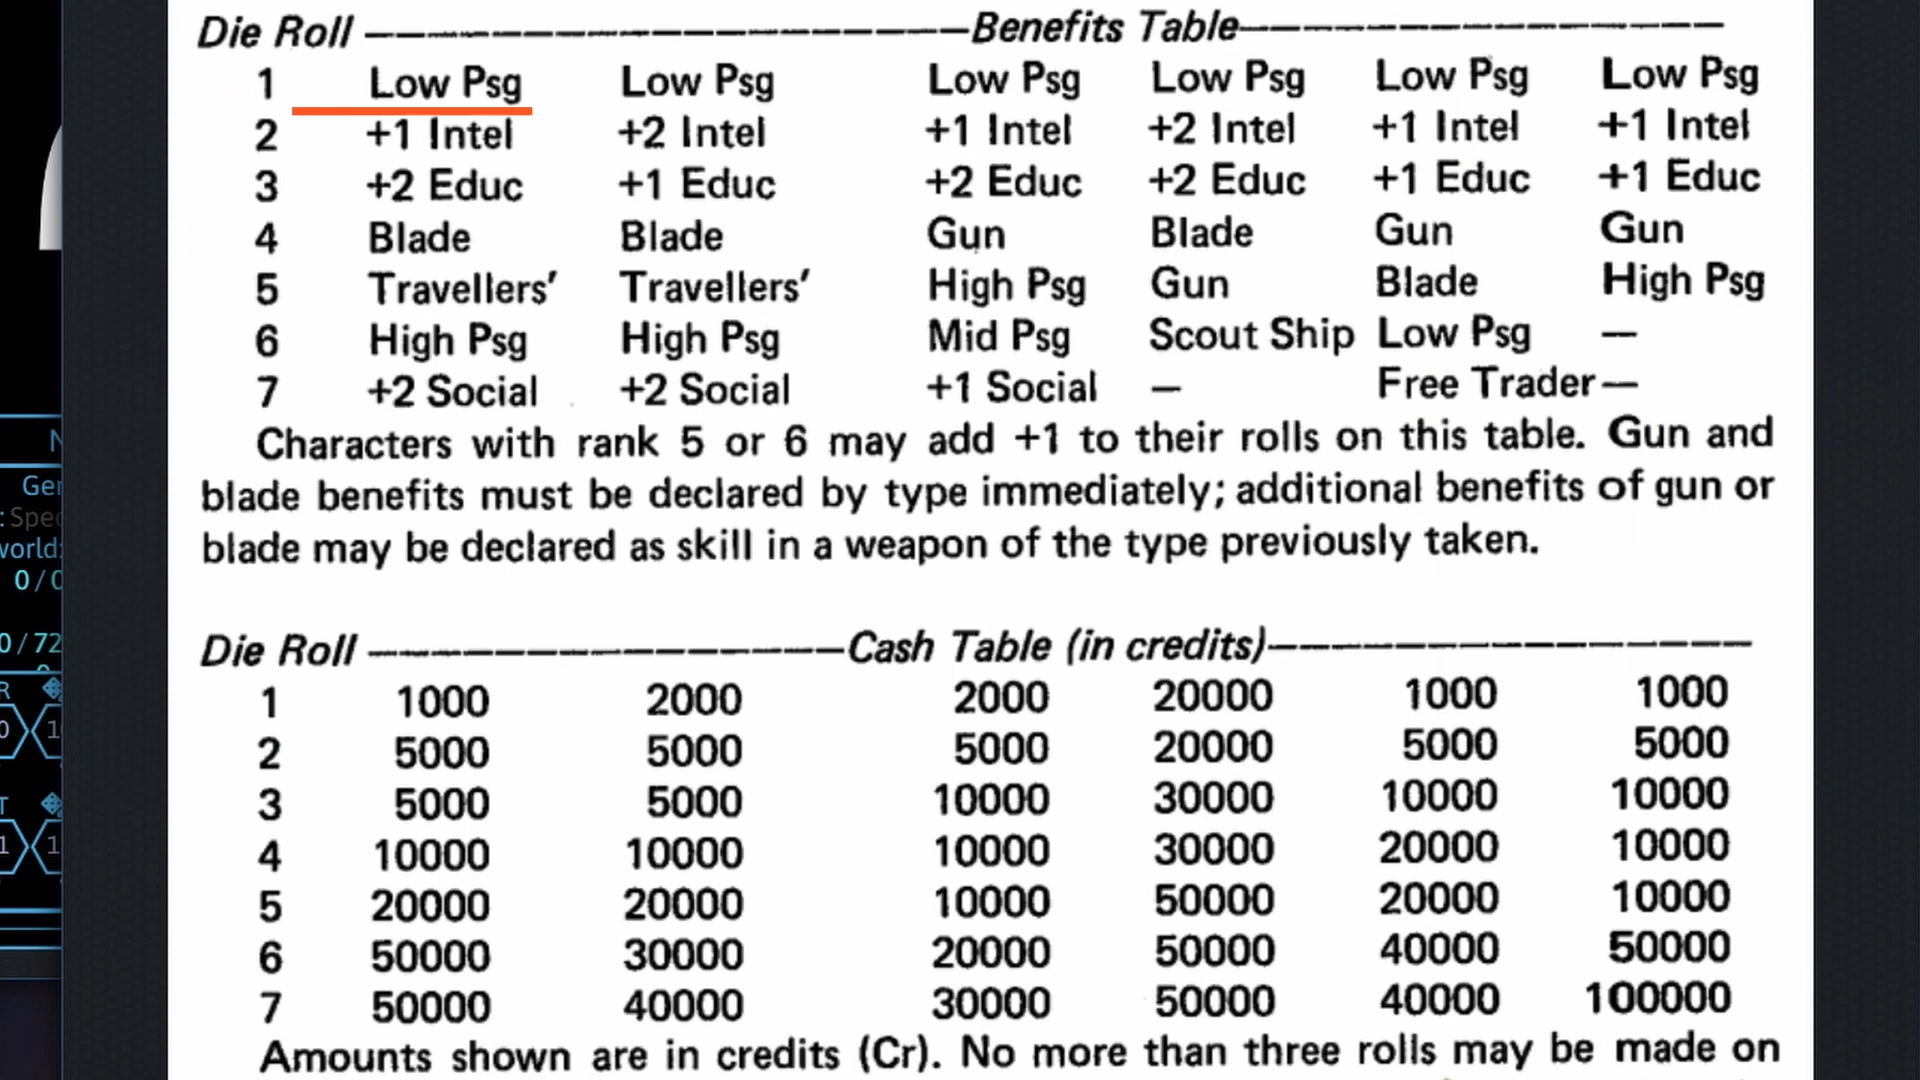 Die Roll ——————————Benefits Table——————————
1 Low Psg Low Psg Low Psg Low Psg Low Psg Low Psg
2 +1 Intel +2 Intel +1 Intel +2 Intel +1 Intel +1 Intel
3 +2 Educ +1 Educ +2 Educ +2 Educ +1 Educ +1 Educ
4 Blade Blade Gun Blade Gun Gun
5 Travellers' Travellers' High Psg Gun Blade High Psg
6 High Psg High Psg Mid Psg Scout Ship Low Psg —
7 +2 Social +2 Social +1 Social — Free Trader —
Characters with rank 5 or 6 may add +1 to their rolls on this table. Gun and
blade benefits must be declared by type immediately; additional benefits of gun or
blade may be declared as skill in a weapon of the type previously taken.
Die Roll ——————————Cash Table (in credits)——————————
1 1000 2000 2000 20000 1000 1000
2 5000 5000 5000 20000 5000 5000
3 5000 5000 10000 30000 10000 10000
4 10000 10000 10000 30000 20000 10000
5 20000 20000 10000 50000 20000 10000
6 50000 30000 20000 50000 40000 50000
7 50000 40000 30000 50000 40000 100000
Amounts shown are in credits (Cr). No more than three rolls may be made on